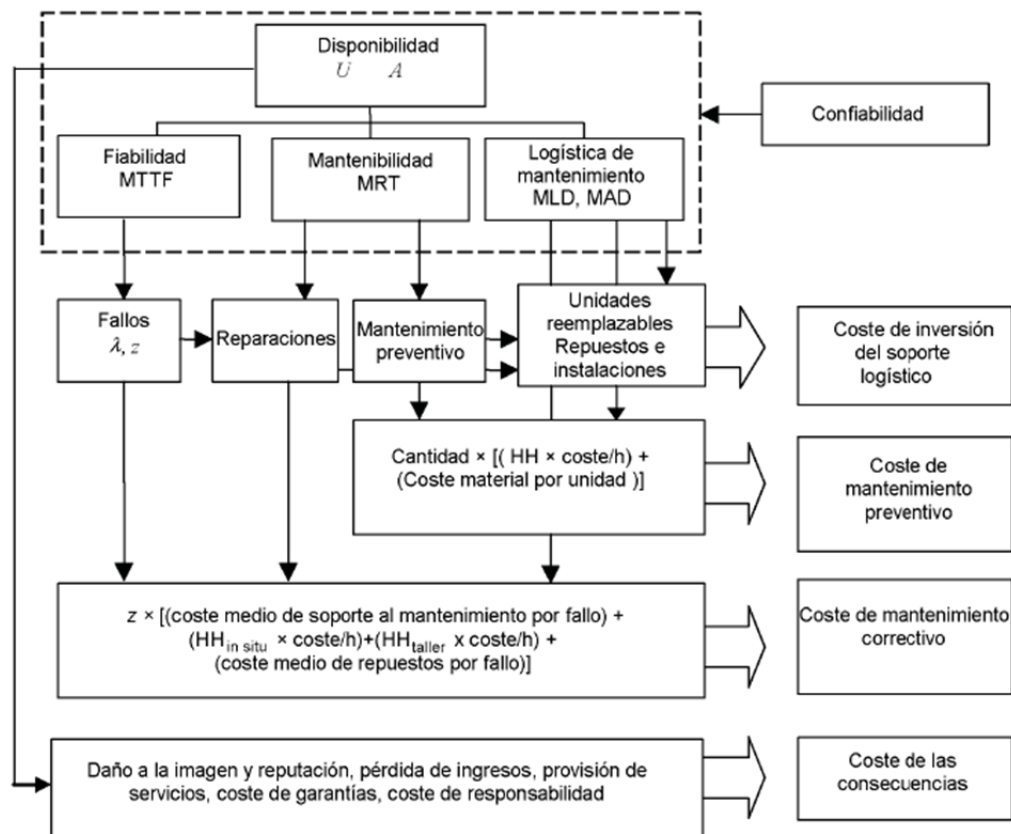 Disponibilidad
U A
Confiabilidad
Fiabilidad
MTTF
Mantenibilidad
MRT
Logística de
mantenimiento
MLD, MAD
Fallos
λ, z
Reparaciones
Mantenimiento
preventivo
Unidades
reemplazables
Repuestos e
instalaciones
Coste de inversión
del soporte
logístico
Cantidad × [( HH × coste/h) +
(Coste material por unidad )]
Coste de
mantenimiento
preventivo
z × [(coste medio de soporte al mantenimiento por fallo) +
(HH in situ × coste/h)+(HH taller x coste/h) +
(coste medio de repuestos por fallo)]
Coste de mantenimiento
correctivo
Daño a la imagen y reputación, pérdida de ingresos, provisión de
servicios, coste de garantías, coste de responsabilidad
Coste de las
consecuencias